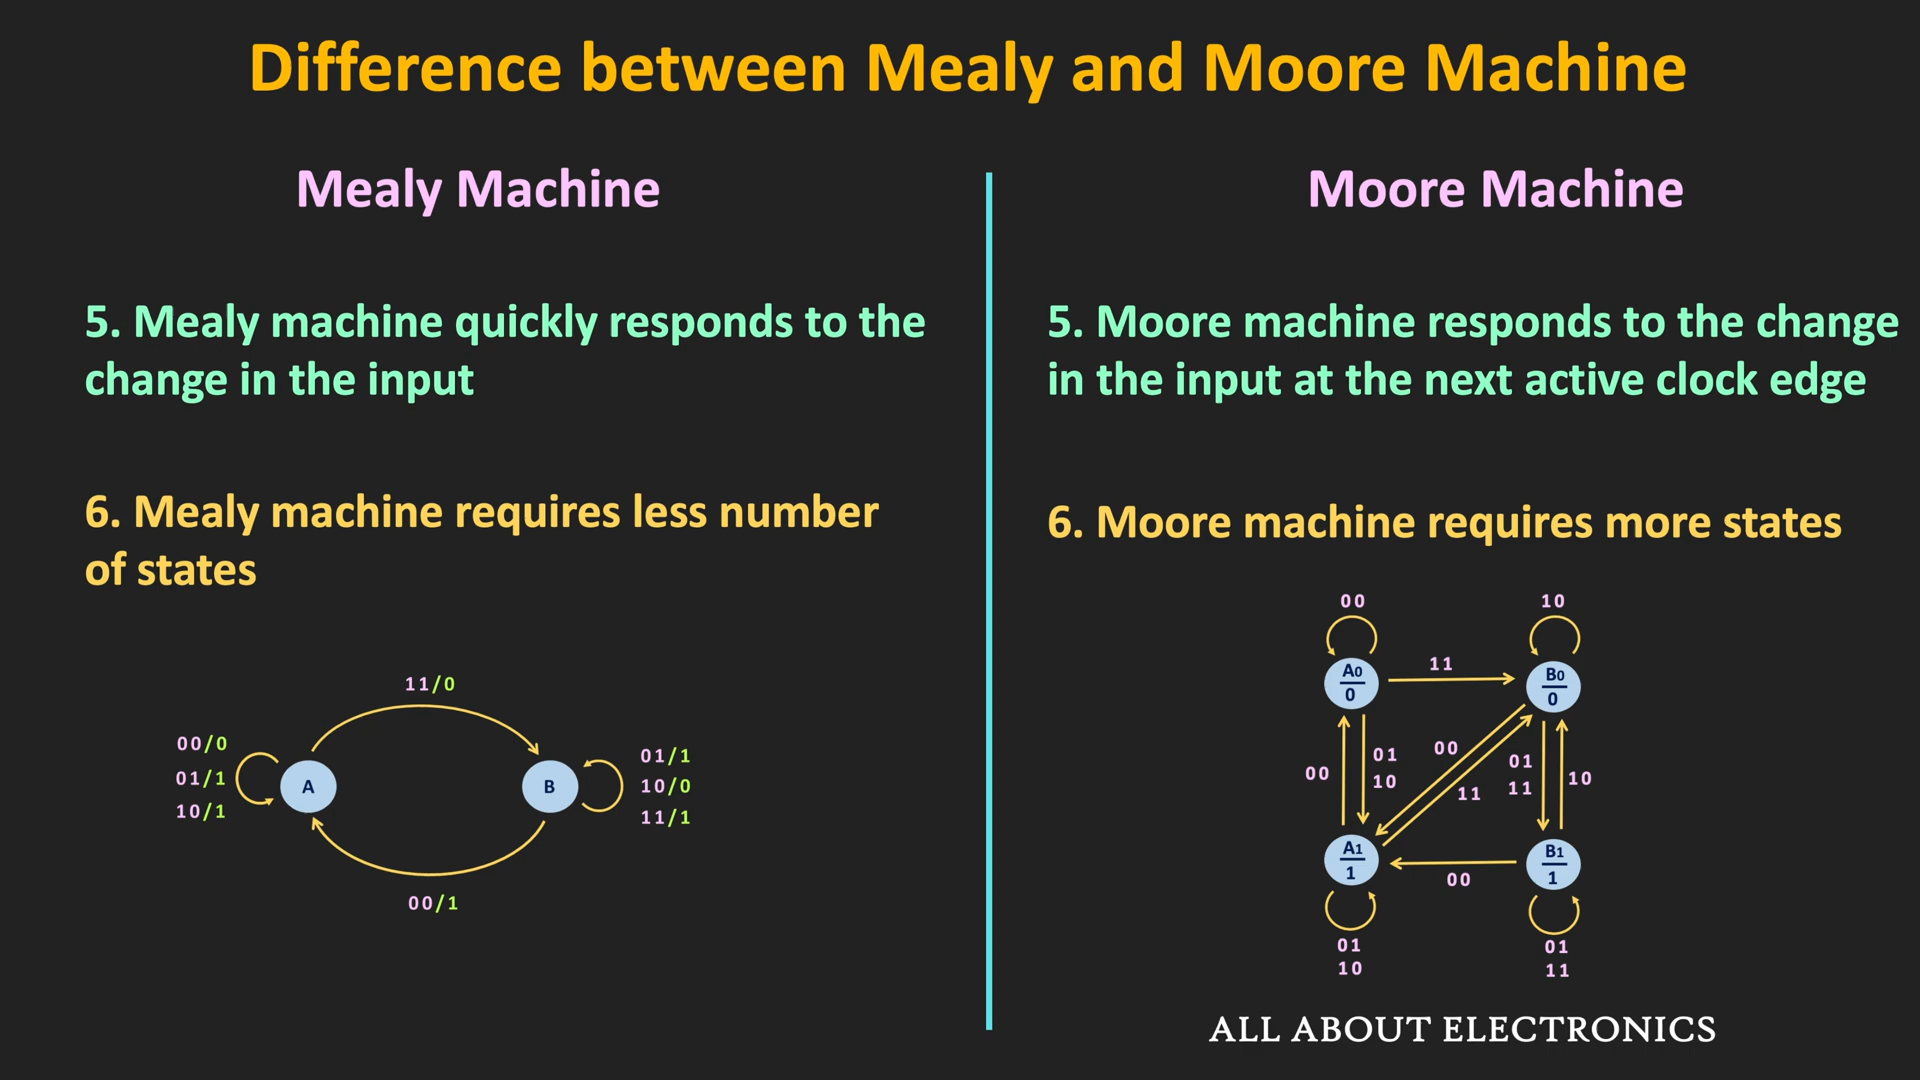 Difference between Mealy and Moore Machine
Mealy Machine
5. Mealy machine quickly responds to the
change in the input
6. Mealy machine requires less number
of states
11/0
00/0
01/1
10/1
A
B
01/1
10/0
11/1
00/1
Moore Machine
5. Moore machine responds to the change
in the input at the next active clock edge
6. Moore machine requires more states
00
10
A0
0
11
B0
0
00
01
10
00
11
01
11
10
A1
1
00
B1
1
01
10
01
11
ALL ABOUT ELECTRONICS